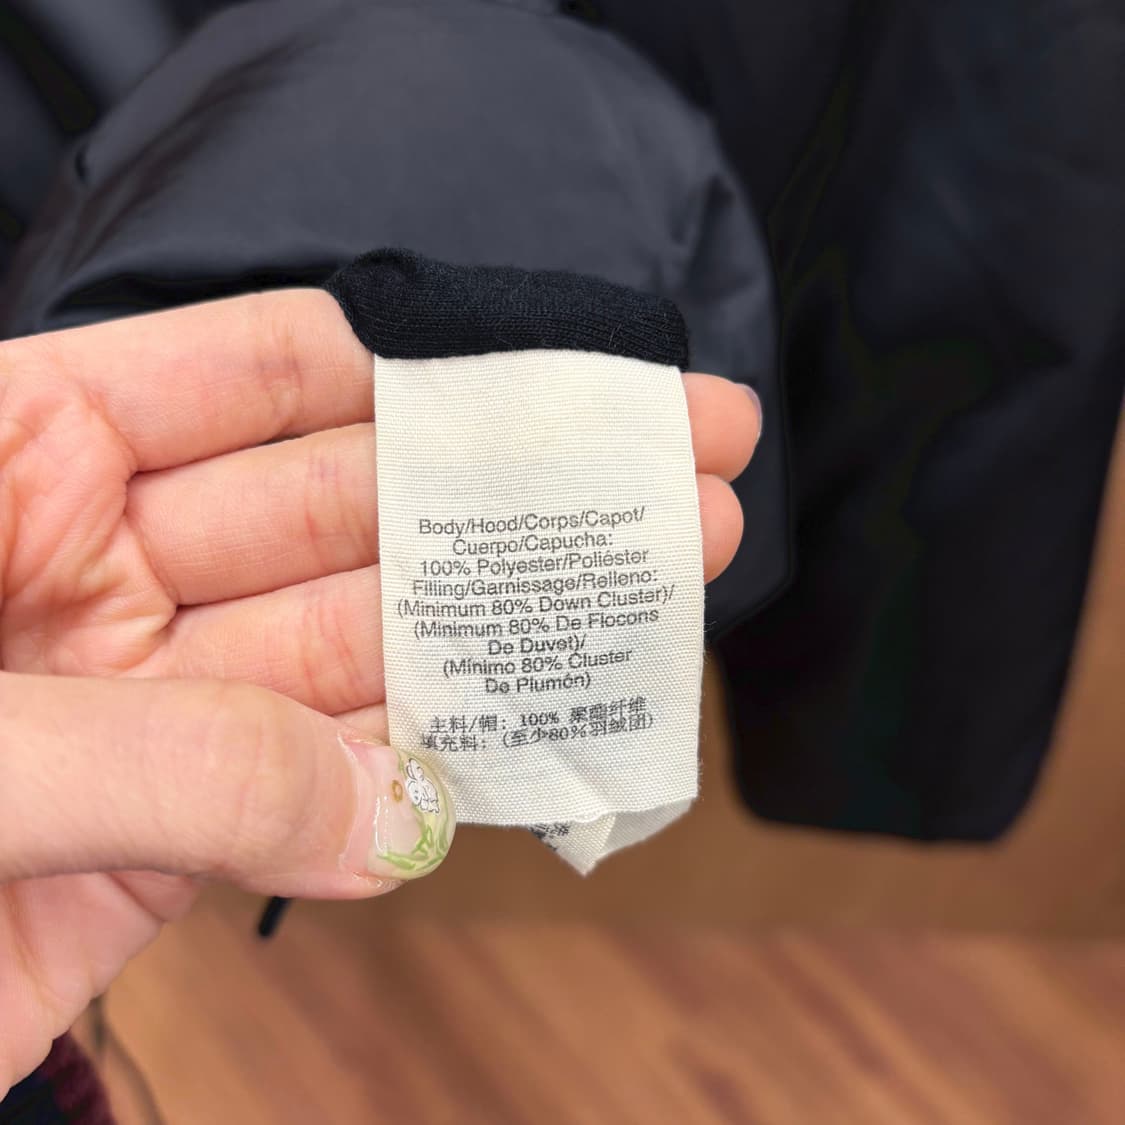 Body/Hood/Corps/Capot/
Cuerpo/Capucha:
100% Polyester/Poliéster
Filling/Garnissage/Relleno:
(Minimum 80% Down Cluster)/
(Minimum 80% De Flocons
De Duvet)/
(Mínimo 80% Cluster
De Plumón)
主料/帽: 100% 聚酯纤维
填充料: (至少80%羽绒团)